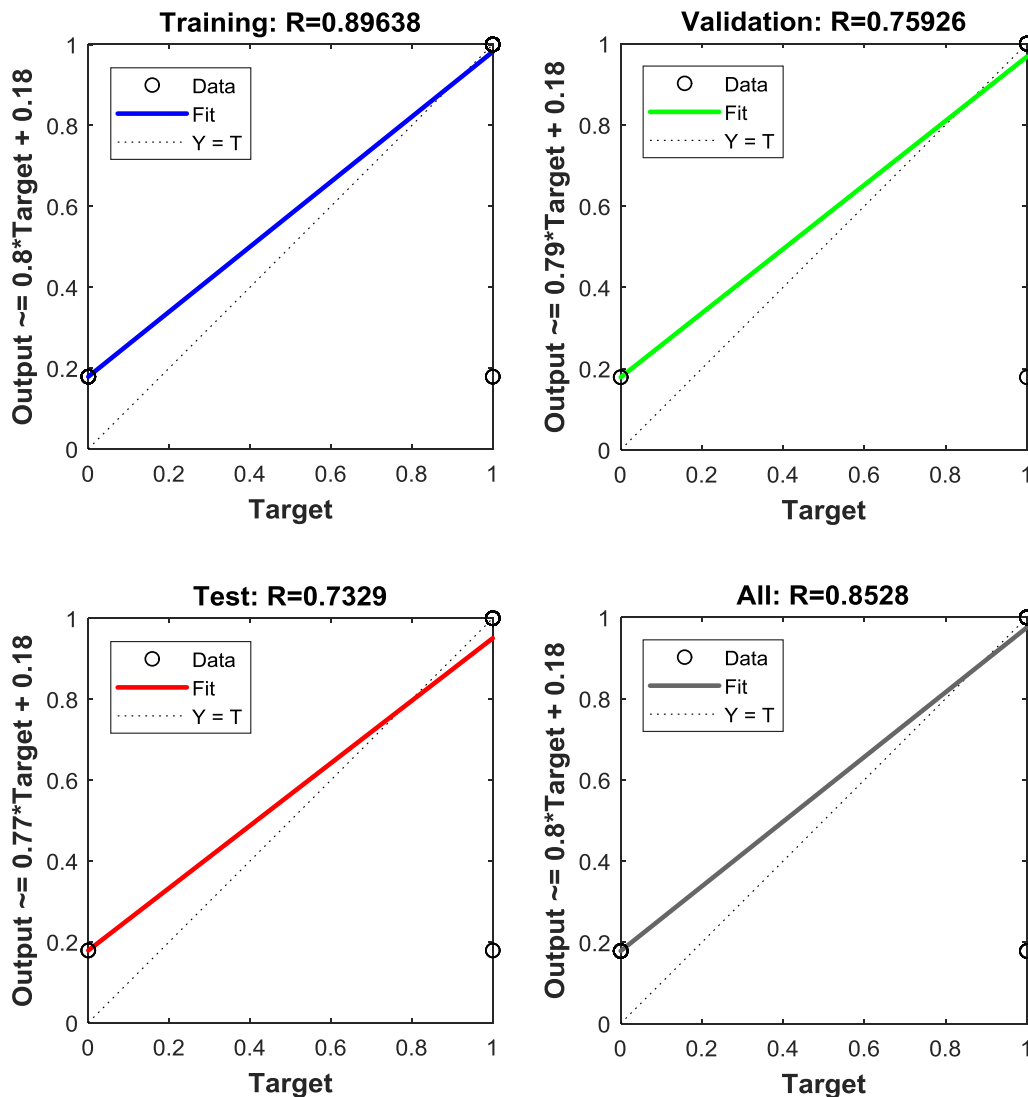 Training: R=0.89638
Output ~= 0.8*Target + 0.18
1
0.8
0.6
0.4
0.2
0
Data
Fit
Y = T
0 0.2 0.4 0.6 0.8 1
Target
Validation: R=0.75926
Output ~= 0.79*Target + 0.18
1
0.8
0.6
0.4
0.2
0
Data
Fit
Y = T
0 0.2 0.4 0.6 0.8 1
Target
Test: R=0.7329
Output ~= 0.77*Target + 0.18
1
0.8
0.6
0.4
0.2
0
Data
Fit
Y = T
0 0.2 0.4 0.6 0.8 1
Target
All: R=0.8528
Output ~= 0.8*Target + 0.18
1
0.8
0.6
0.4
0.2
0
Data
Fit
Y = T
0 0.2 0.4 0.6 0.8 1
Target